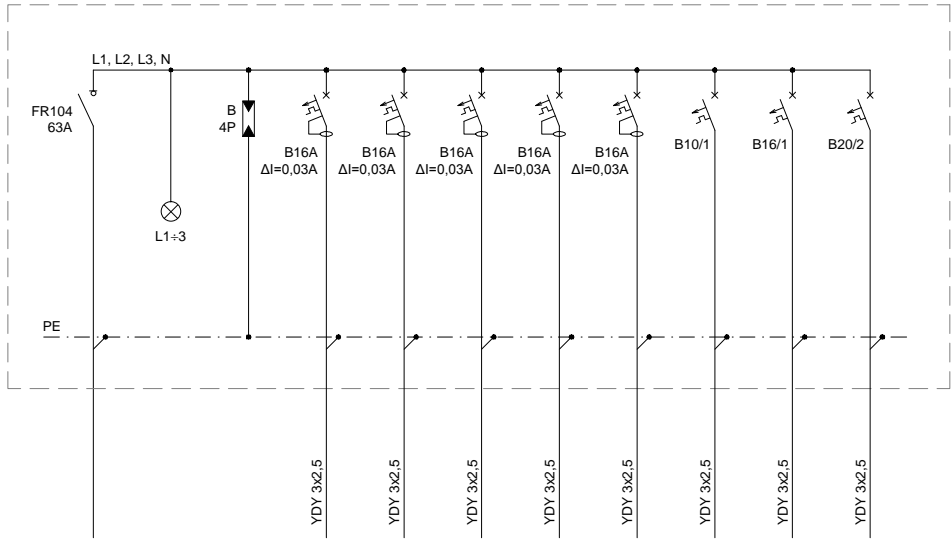 L1, L2, L3, N
FR104
63A
B
4P
B16A
ΔI=0,03A
B16A
ΔI=0,03A
B16A
ΔI=0,03A
B16A
ΔI=0,03A
B16A
ΔI=0,03A
B10/1
B16/1
B20/2
L1÷3
PE
YDY 3x2,5
YDY 3x2,5
YDY 3x2,5
YDY 3x2,5
YDY 3x2,5
YDY 3x2,5
YDY 3x2,5
YDY 3x2,5